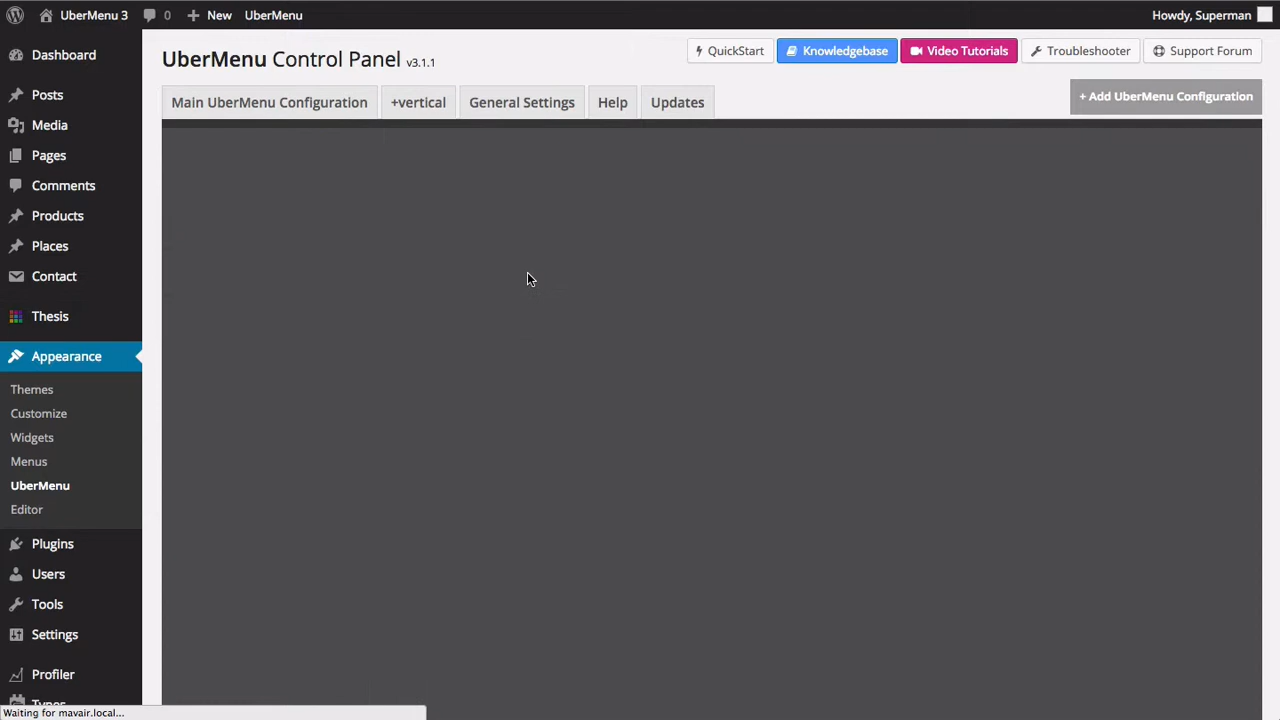 UberMenu 3
0
New
UberMenu
Howdy, Superman
Dashboard
Posts
Media
Pages
Comments
Products
Places
Contact
Thesis
Appearance
Themes
Customize
Widgets
Menus
UberMenu
Editor
Plugins
Users
Tools
Settings
Profiler
Types
UberMenu Control Panel v3.1.1
QuickStart
Knowledgebase
Video Tutorials
Troubleshooter
Support Forum
Main UberMenu Configuration
+vertical
General Settings
Help
Updates
+ Add UberMenu Configuration
Waiting for mavair.local...